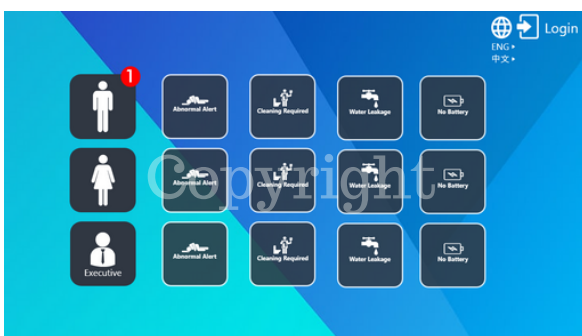 Login
ENG
中文
1
Abnormal Alert Cleaning Required Water Leakage No Battery
Copyright
Abnormal Alert Cleaning Required Water Leakage No Battery
Executive
Abnormal Alert Cleaning Required Water Leakage No Battery